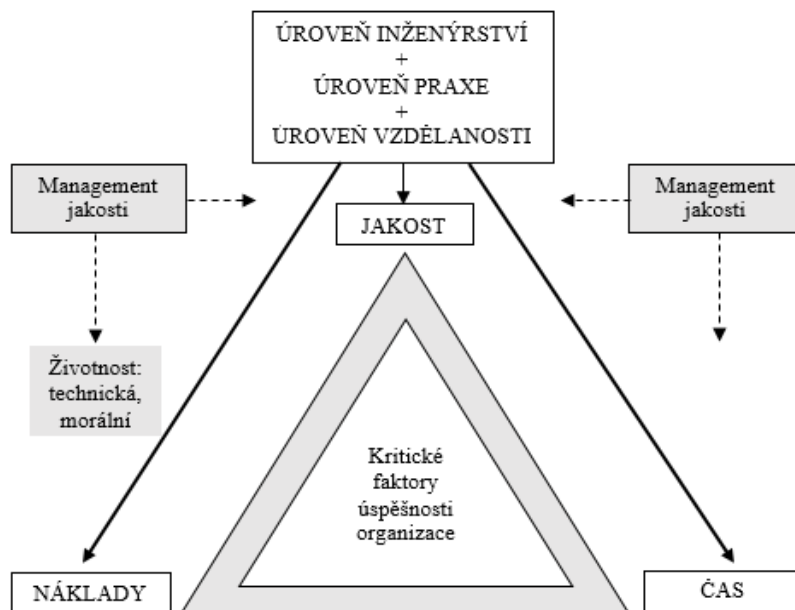 ÚROVEŇ INŽENÝRSTVÍ
+
ÚROVEŇ PRAXE
+
ÚROVEŇ VZDĚLANOSTI
Management
jakosti
Management
jakosti
JAKOST
Životnost:
technická,
morální
Kritické
faktory
úspěšnosti
organizace
NÁKLADY
ČAS